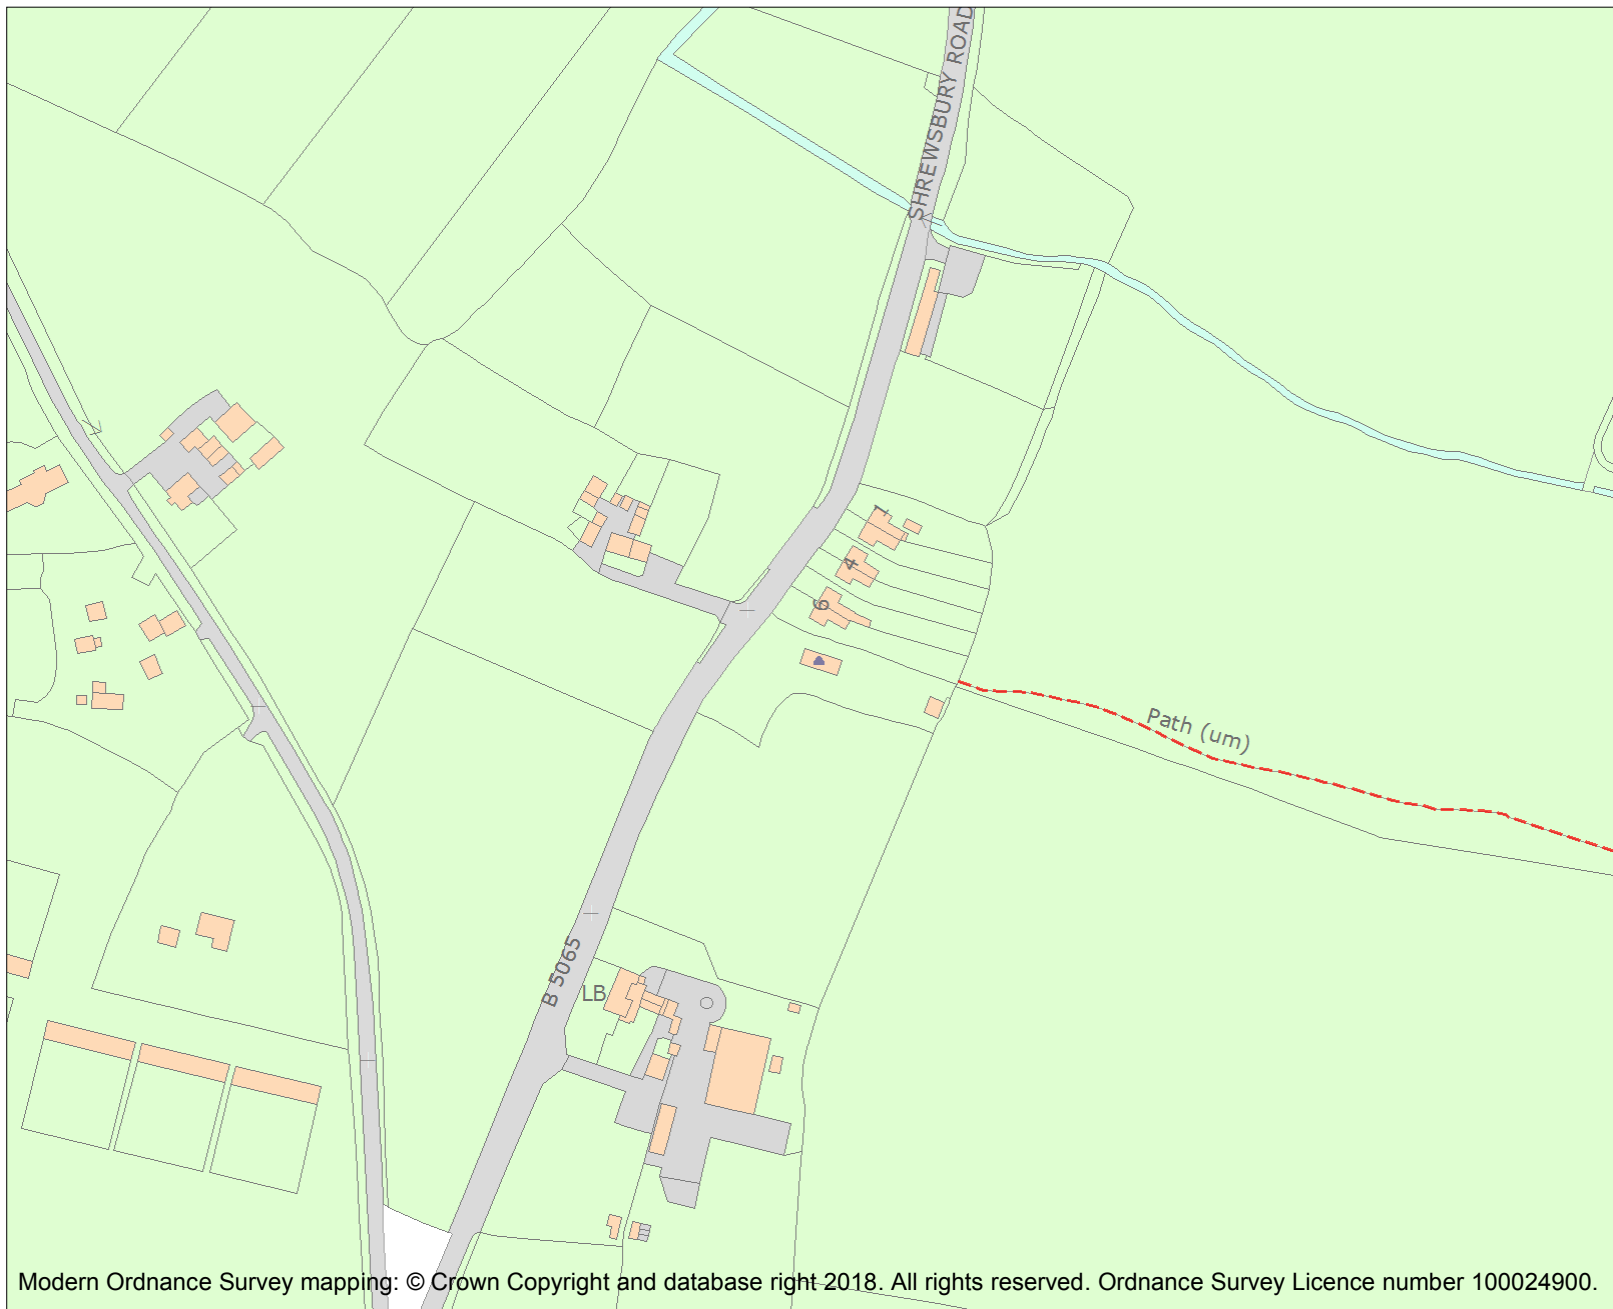 SHREWSBURY ROAD
1
4
6
Path (um)
B 5065
LB
Modern Ordnance Survey mapping: © Crown Copyright and database right 2018. All rights reserved. Ordnance Survey Licence number 100024900.